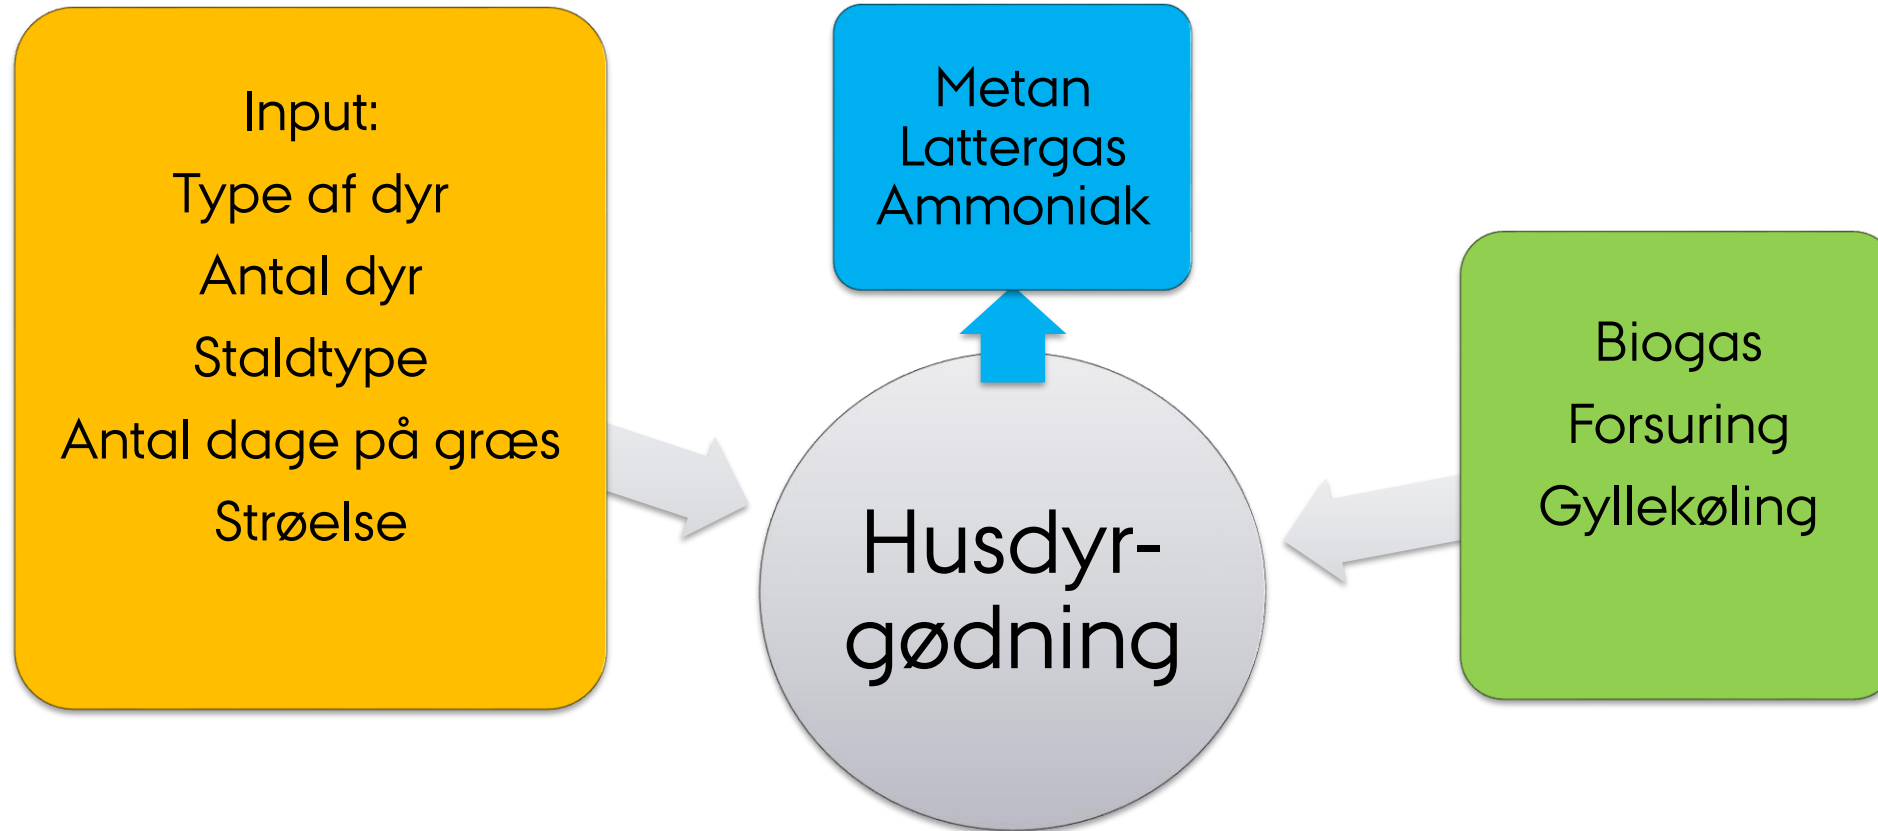 Input:
Type af dyr
Antal dyr
Staldtype
Antal dage på græs
Strøelse
Metan
Lattergas
Ammoniak
Husdyr-
gødning
Biogas
Forsuring
Gyllekøling